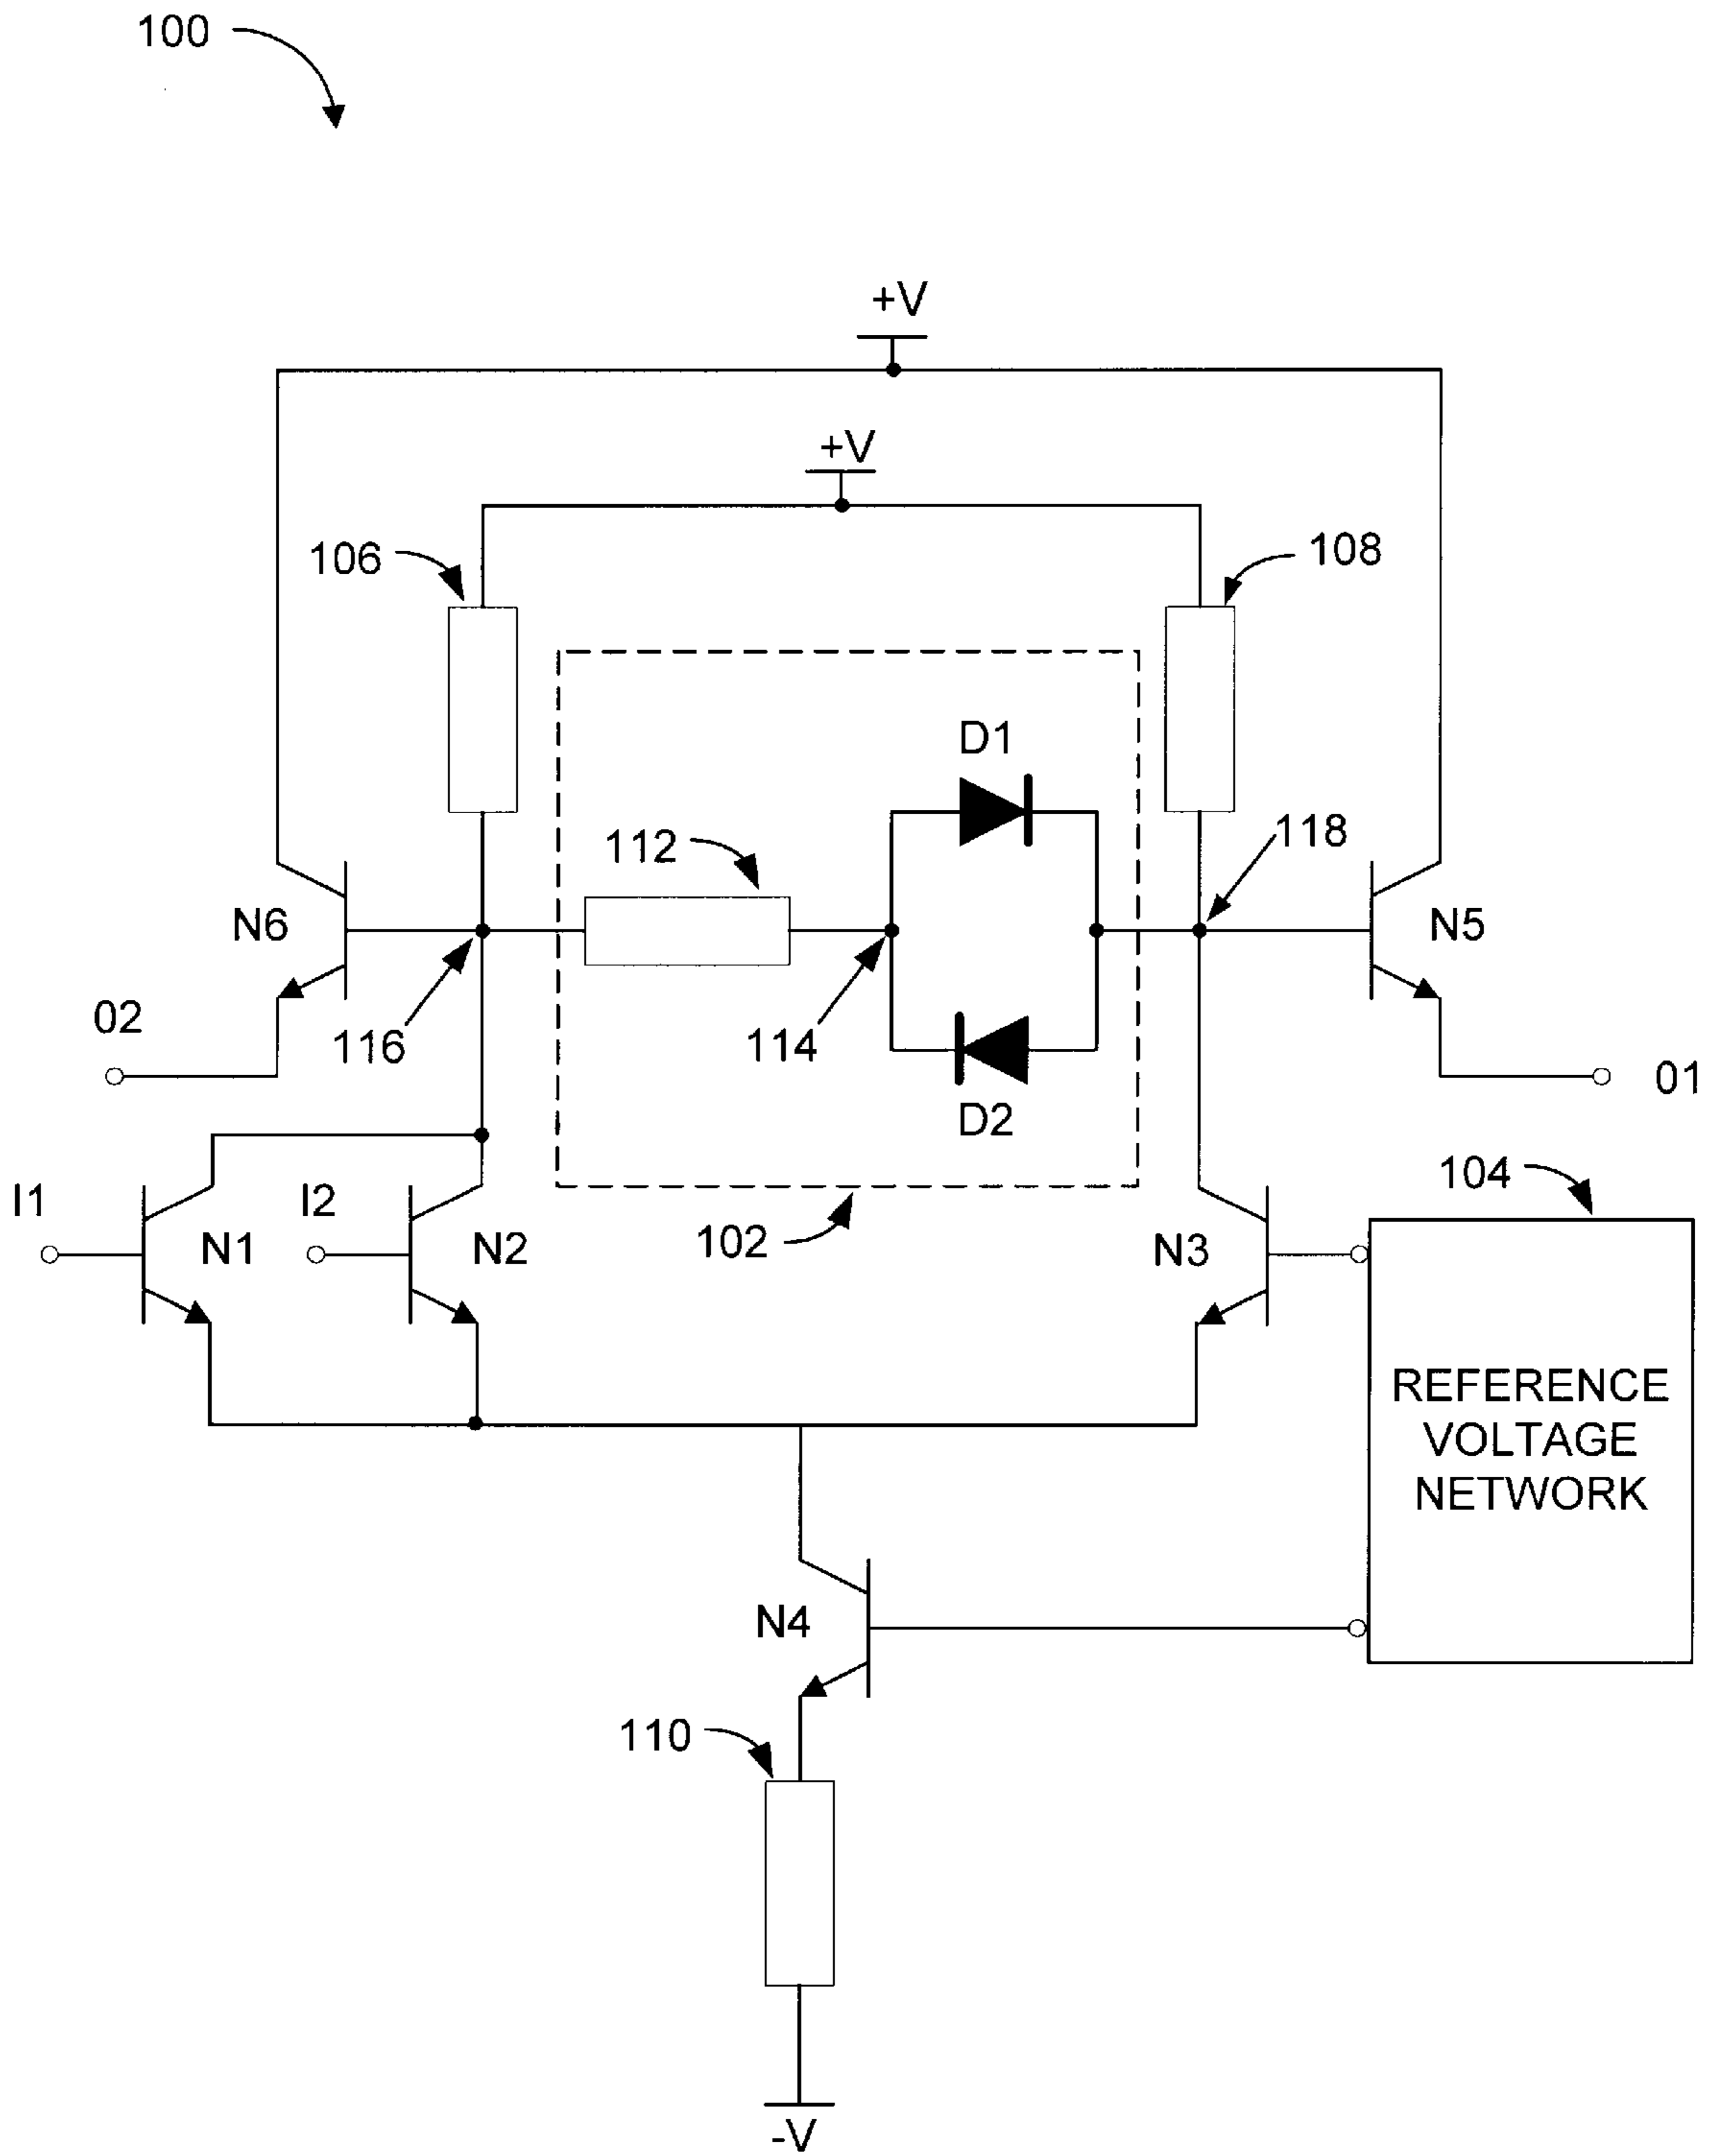 100
+V
+V
106
108
D1
118
112
N6
N5
02
116
114
01
D2
I1
I2
104
N1
N2
102
N3
REFERENCE
VOLTAGE
NETWORK
N4
110
-V